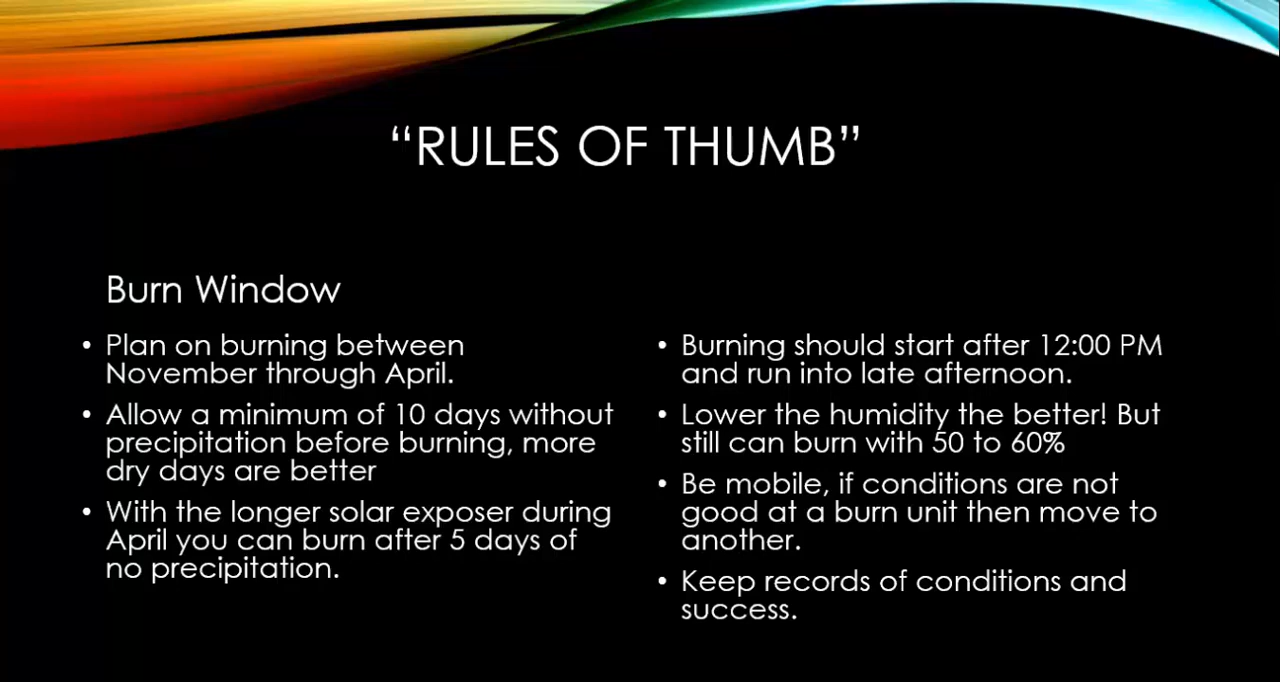 “RULES OF THUMB”
Burn Window
• Plan on burning between
November through April.
• Allow a minimum of 10 days without
precipitation before burning, more
dry days are better
• With the longer solar exposer during
April you can burn after 5 days of
no precipitation.
• Burning should start after 12:00 PM
and run into late afternoon.
• Lower the humidity the better! But
still can burn with 50 to 60%
• Be mobile, if conditions are not
good at a burn unit then move to
another.
• Keep records of conditions and
success.